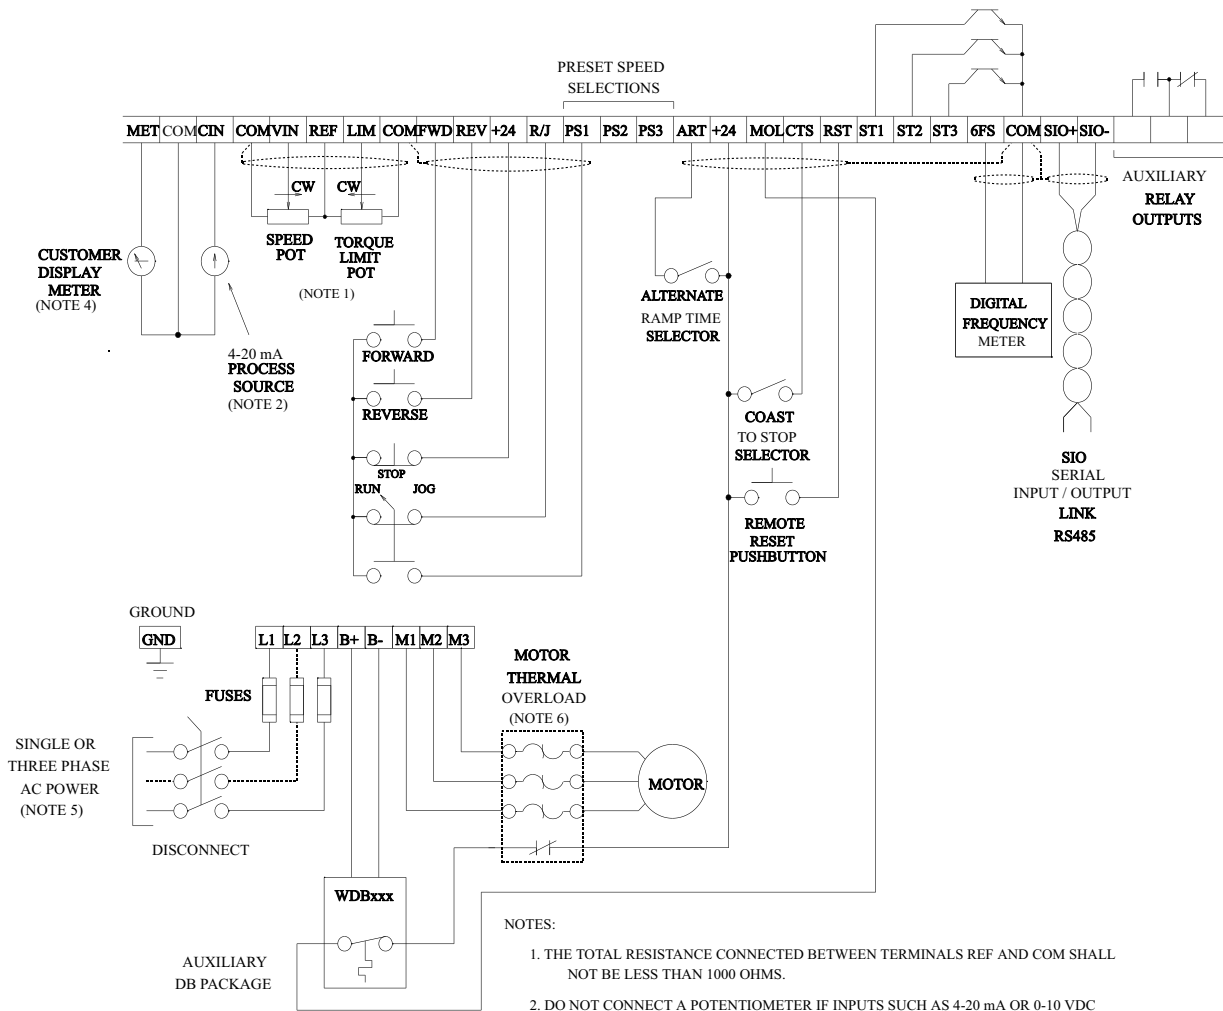 PRESET SPEED
SELECTIONS
MET COM CIN COM VIN REF LIM COM FWD REV +24 R/J PS1 PS2 PS3 ART +24 MOL CTS RST ST1 ST2 ST3 6FS COM SIO+ SIO-
AUXILIARY
RELAY
OUTPUTS
CW CW
SPEED
POT
TORQUE
LIMIT
POT
(NOTE 1)
CUSTOMER
DISPLAY
METER
(NOTE 4)
4-20 mA
PROCESS
SOURCE
(NOTE 2)
FORWARD
REVERSE
STOP
RUN JOG
ALTERNATE
RAMP TIME
SELECTOR
COAST
TO STOP
SELECTOR
REMOTE
RESET
PUSHBUTTON
DIGITAL
FREQUENCY
METER
SIO
SERIAL
INPUT / OUTPUT
LINK
RS485
GROUND
GND
L1 L2 L3 B+ B- M1 M2 M3
FUSES
MOTOR
THERMAL
OVERLOAD
(NOTE 6)
SINGLE OR
THREE PHASE
AC POWER
(NOTE 5)
DISCONNECT
MOTOR
WDBxxx
AUXILIARY
DB PACKAGE
NOTES:
1. THE TOTAL RESISTANCE CONNECTED BETWEEN TERMINALS REF AND COM SHALL
NOT BE LESS THAN 1000 OHMS.
2. DO NOT CONNECT A POTENTIOMETER IF INPUTS SUCH AS 4-20 mA OR 0-10 VDC